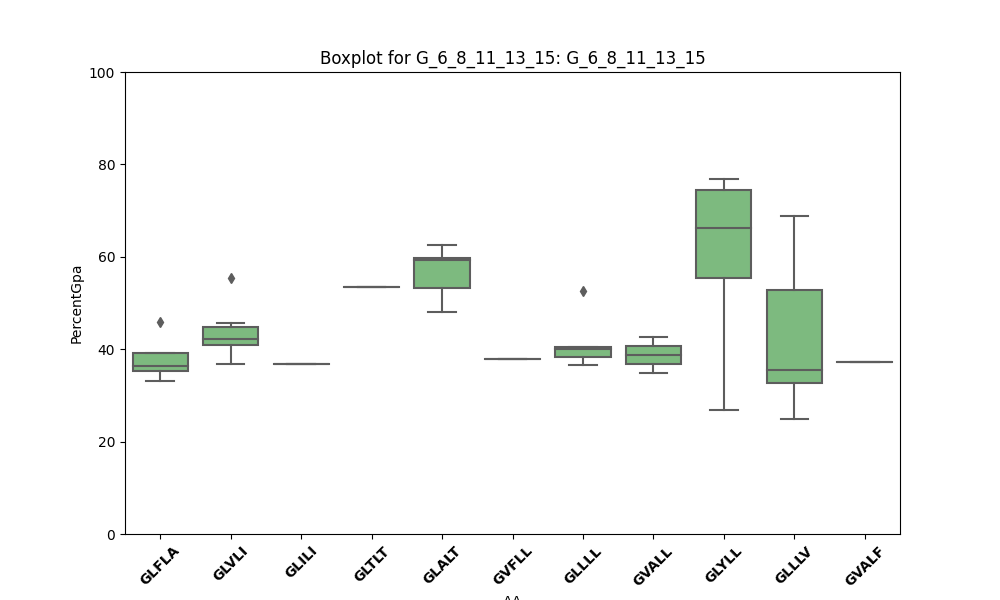 Boxplot for G_6_8_11_13_15: G_6_8_11_13_15
100
80
60
40
20
0
PercentGpa
GLFLA
GLVLI
GLILI
GLTLT
GLALT
GVFLL
GLLLL
GVALL
GLYLL
GLLLV
GVALF
AA